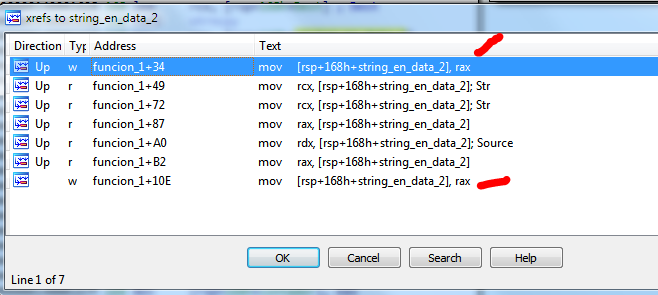 xrefs to string_en_data_2
Direction Typ Address Text
Up w funcion_1+34 mov [rsp+168h+string_en_data_2], rax
Up r funcion_1+49 mov rcx, [rsp+168h+string_en_data_2]; Str
Up r funcion_1+72 mov rcx, [rsp+168h+string_en_data_2]; Str
Up r funcion_1+87 mov rax, [rsp+168h+string_en_data_2]
Up r funcion_1+A0 mov rdx, [rsp+168h+string_en_data_2]; Source
Up r funcion_1+B2 mov rax, [rsp+168h+string_en_data_2]
w funcion_1+10E mov [rsp+168h+string_en_data_2], rax
OK Cancel Search Help
Line 1 of 7